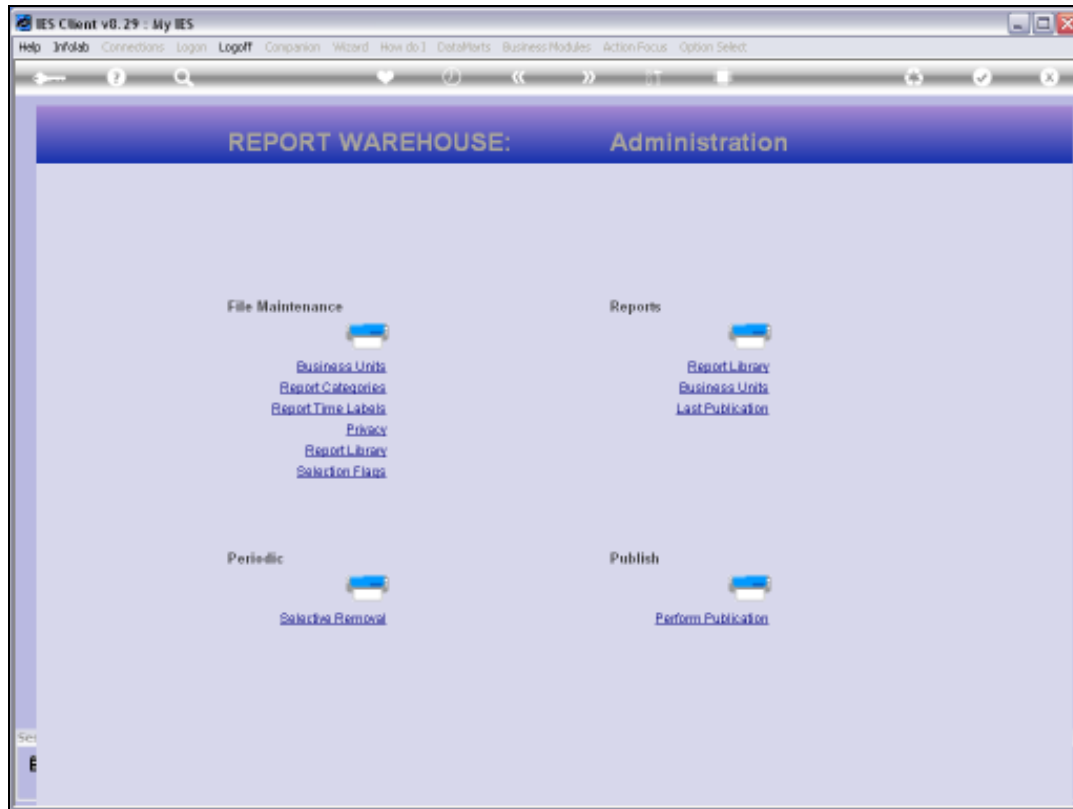 IES Client v8.29 : My IES
Help Infolab Connections Logon Logoff Companion Wizard How do I DataMarts Business Modules Action Focus Option Select
REPORT WAREHOUSE: Administration
File Maintenance
Business Units
Report Categories
Report Time Labels
Privacy
Report Library
Selection Flags
Reports
Report Library
Business Units
Last Publication
Periodic
Selective Removal
Publish
Perform Publication